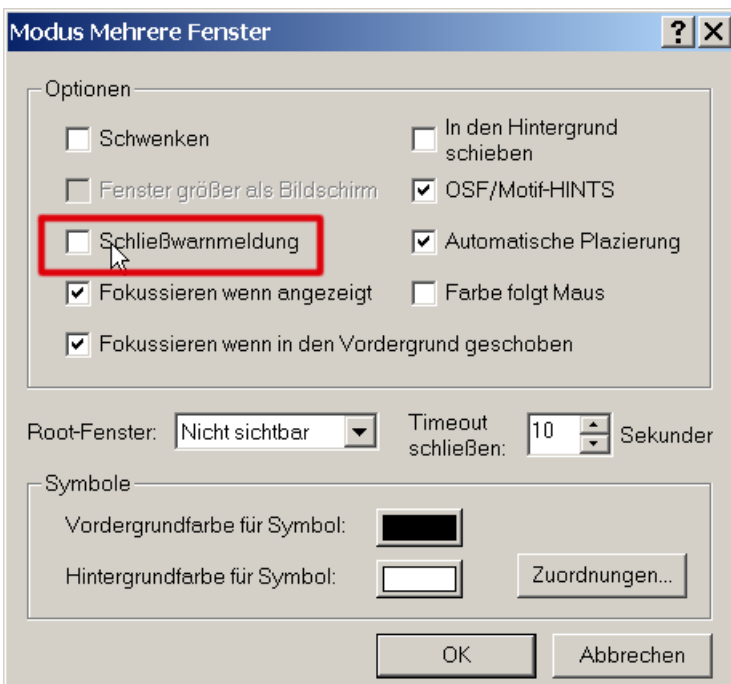 Modus Mehrere Fenster
Optionen
Schwenken
In den Hintergrund
schieben
Fenster größer als Bildschirm
OSF/Motif-HINTS
Schließwarnmeldung
Automatische Plazierung
Fokussieren wenn angezeigt
Farbe folgt Maus
Fokussieren wenn in den Vordergrund geschoben
Root-Fenster:
Nicht sichtbar
Timeout
schließen:
10
Sekunder
Symbole
Vordergrundfarbe für Symbol:
Hintergrundfarbe für Symbol:
Zuordnungen...
OK
Abbrechen